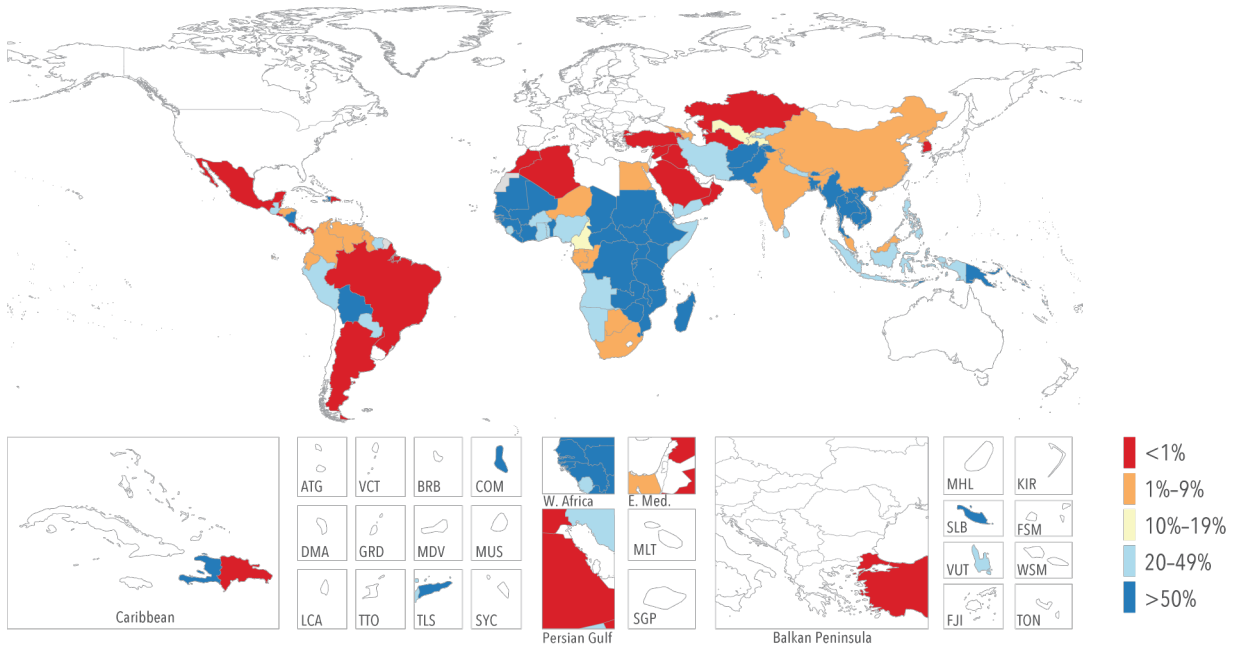 ATG
VCT
BRB
COM
DMA
GRD
MDV
MUS
LCA
TTO
TLS
SYC
Caribbean
W. Africa
E. Med.
MLT
SGP
Persian Gulf
Balkan Peninsula
MHL
KIR
SLB
FSM
VUT
WSM
FJI
TON
<1%
1%–9%
10%–19%
20–49%
>50%